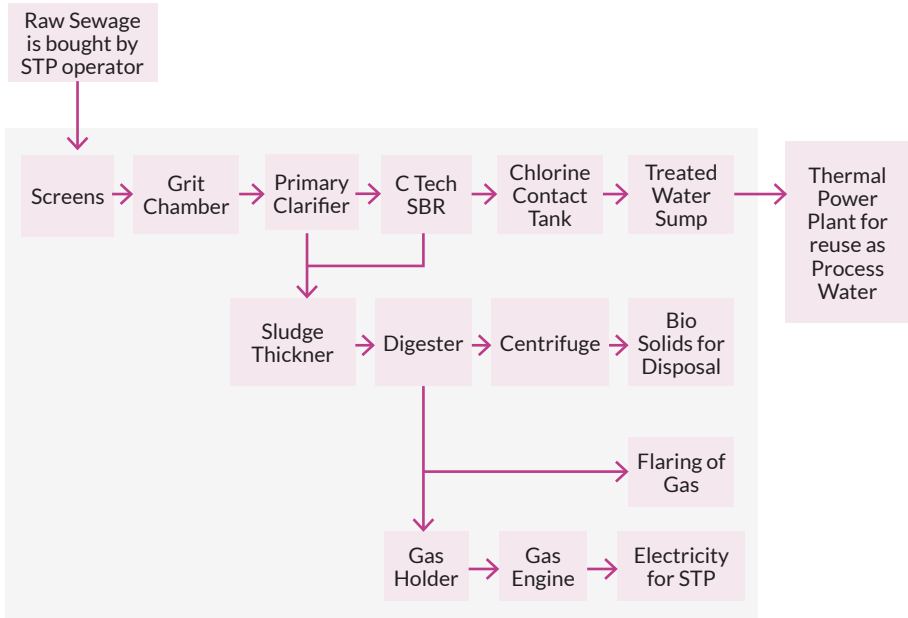 Raw Sewage
is bought by
STP operator
Screens
Grit
Chamber
Primary
Clarifier
C Tech
SBR
Chlorine
Contact
Tank
Treated
Water
Sump
Thermal
Power
Plant for
reuse as
Process
Water
Sludge
Thickner
Digester
Centrifuge
Bio
Solids for
Disposal
Flaring of
Gas
Gas
Holder
Gas
Engine
Electricity
for STP